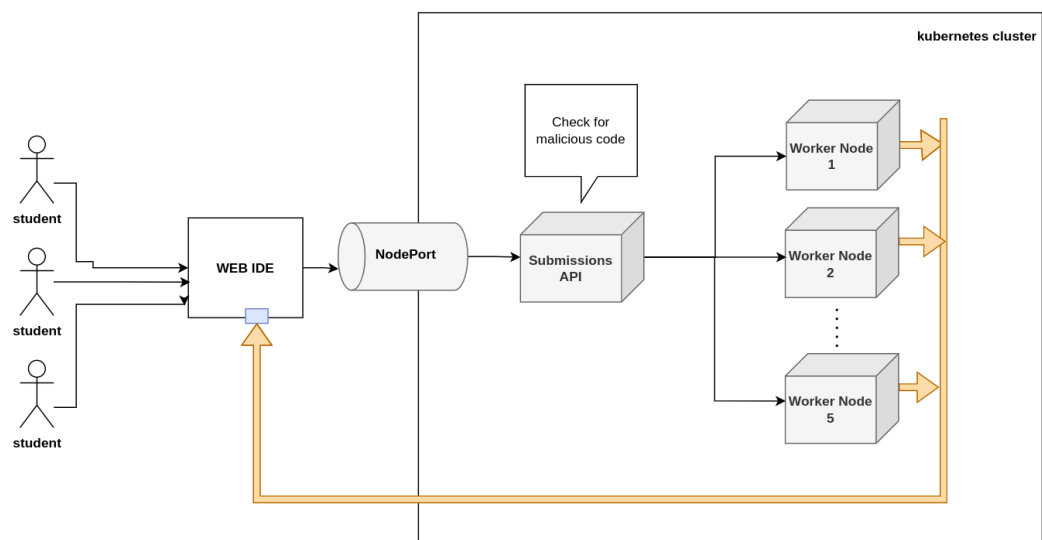 kubernetes cluster
Check for
malicious code
student
student
student
WEB IDE
NodePort
Submissions
API
Worker Node
1
Worker Node
2
Worker Node
5